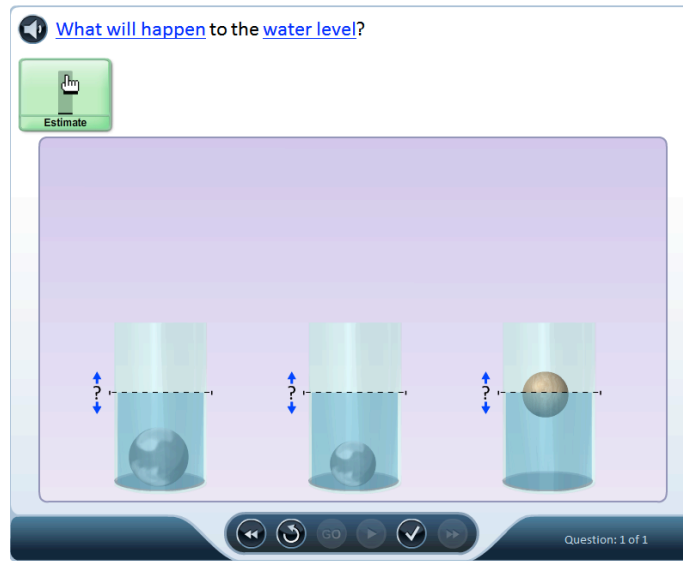 What will happen to the water level?
Estimate
? ? ?
GO
Question: 1 of 1